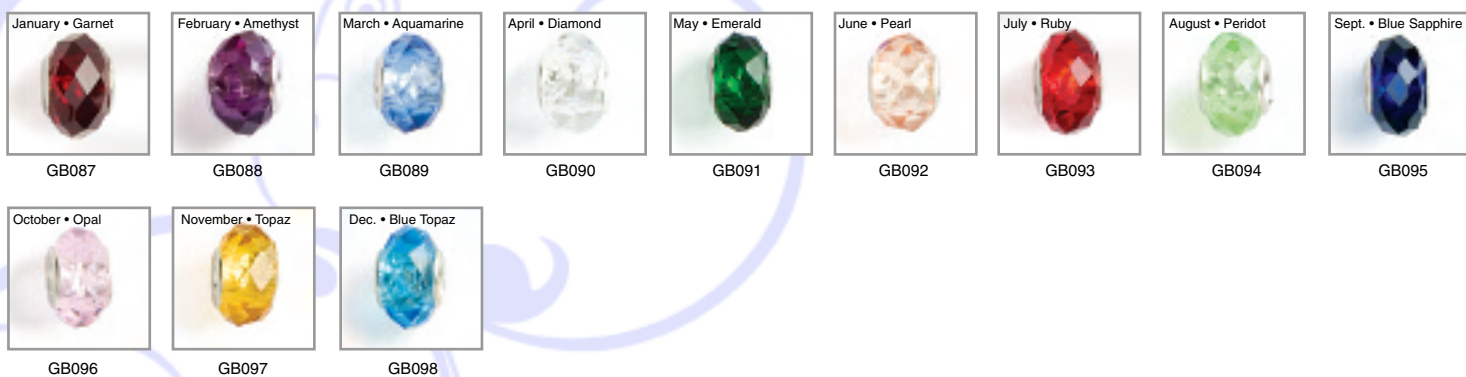 January • Garnet
February • Amethyst
March • Aquamarine
April • Diamond
May • Emerald
June • Pearl
July • Ruby
August • Peridot
Sept. • Blue Sapphire
GB087
GB088
GB089
GB090
GB091
GB092
GB093
GB094
GB095
October • Opal
November • Topaz
Dec. • Blue Topaz
GB096
GB097
GB098